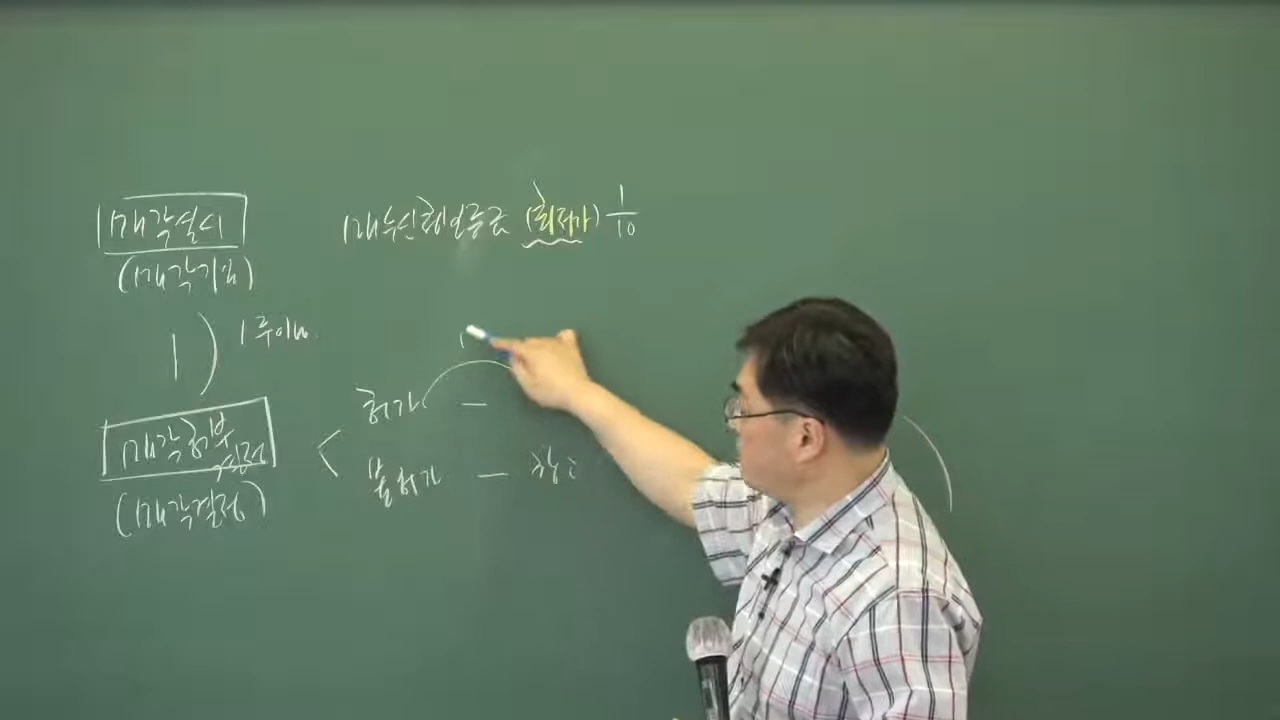 매각실시 매수신청보증금 (최저가) 1/10
(매각기일)
1주이내
매각허부결정 < 허가 —
불허가 — 항고
(매각결정)